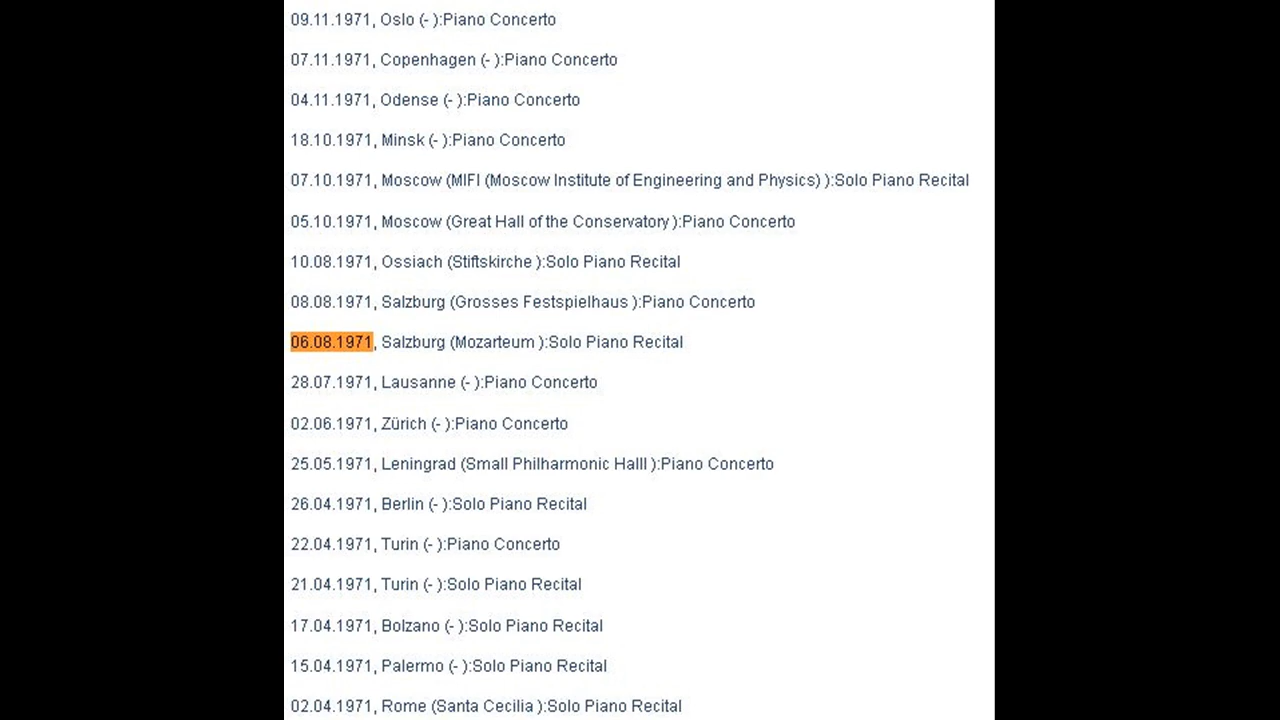 09.11.1971, Oslo (- ):Piano Concerto
07.11.1971, Copenhagen (- ):Piano Concerto
04.11.1971, Odense (- ):Piano Concerto
18.10.1971, Minsk (- ):Piano Concerto
07.10.1971, Moscow (MIFI (Moscow Institute of Engineering and Physics) ):Solo Piano Recital
05.10.1971, Moscow (Great Hall of the Conservatory ):Piano Concerto
10.08.1971, Ossiach (Stiftskirche ):Solo Piano Recital
08.08.1971, Salzburg (Grosses Festspielhaus ):Piano Concerto
06.08.1971, Salzburg (Mozarteum ):Solo Piano Recital
28.07.1971, Lausanne (- ):Piano Concerto
02.06.1971, Zürich (- ):Piano Concerto
25.05.1971, Leningrad (Small Philharmonic Halll ):Piano Concerto
26.04.1971, Berlin (- ):Solo Piano Recital
22.04.1971, Turin (- ):Piano Concerto
21.04.1971, Turin (- ):Solo Piano Recital
17.04.1971, Bolzano (- ):Solo Piano Recital
15.04.1971, Palermo (- ):Solo Piano Recital
02.04.1971, Rome (Santa Cecilia ):Solo Piano Recital